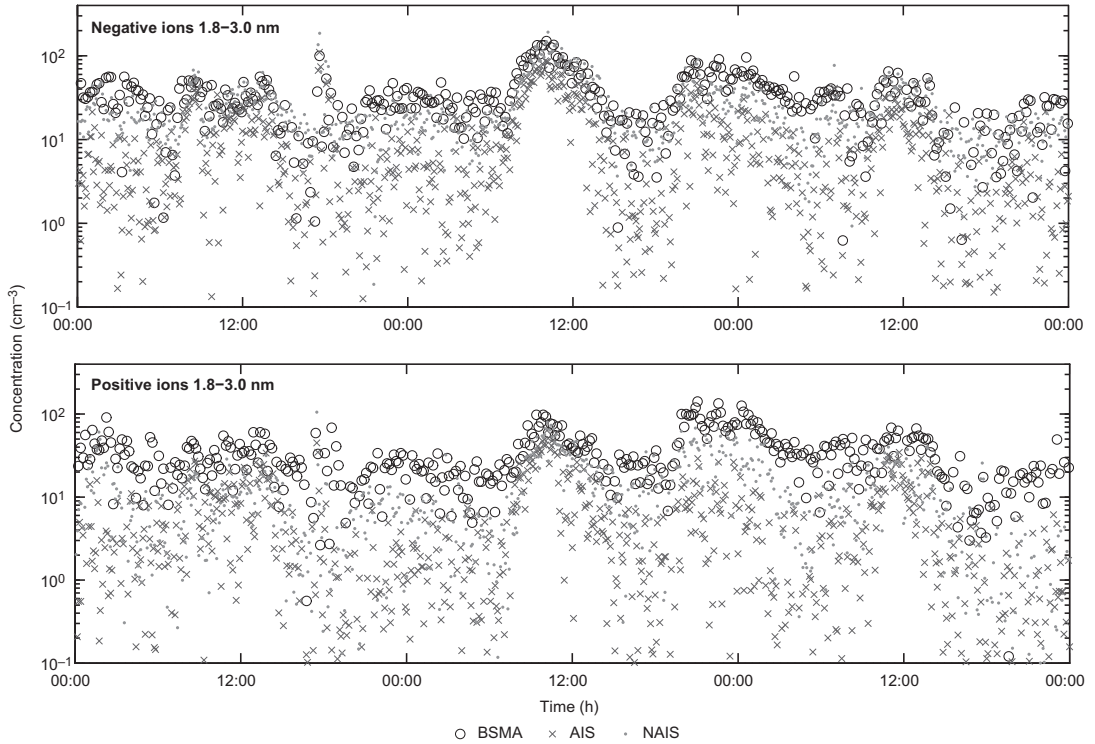 Negative ions 1.8–3.0 nm
10²
10¹
10⁰
10⁻¹
00:00 12:00 00:00 12:00 00:00 12:00 00:00
Concentration (cm⁻³)
Positive ions 1.8–3.0 nm
10²
10¹
10⁰
10⁻¹
00:00 12:00 00:00 12:00 00:00 12:00 00:00
Time (h)
BSMA AIS NAIS